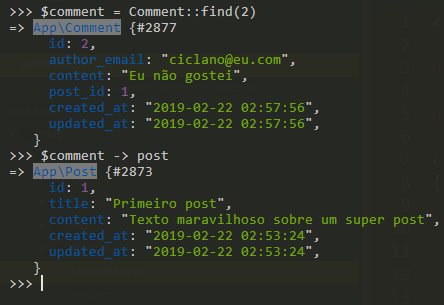 >>> $comment = Comment::find(2)
=> App\Comment {#2877
id: 2,
author_email: "ciclano@eu.com",
content: "Eu não gostei",
post_id: 1,
created_at: "2019-02-22 02:57:56",
updated_at: "2019-02-22 02:57:56",
}
>>> $comment -> post
=> App\Post {#2873
id: 1,
title: "Primeiro post",
content: "Texto maravilhoso sobre um super post",
created_at: "2019-02-22 02:53:24",
updated_at: "2019-02-22 02:53:24",
}
>>>